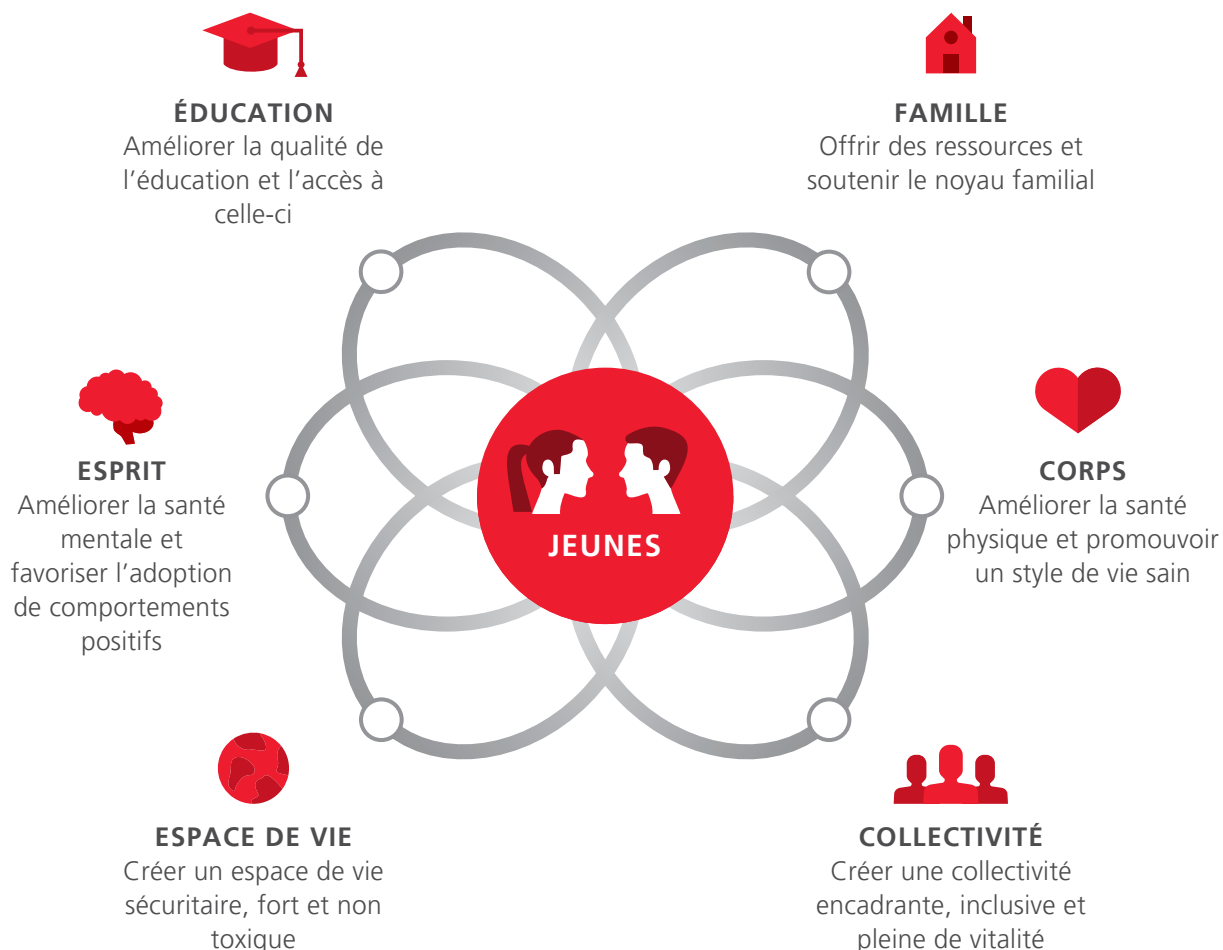 ÉDUCATION
Améliorer la qualité de
l’éducation et l’accès à
celle-ci
FAMILLE
Offrir des ressources et
soutenir le noyau familial
ESPRIT
Améliorer la santé
mentale et
favoriser l’adoption
de comportements
positifs
JEUNES
CORPS
Améliorer la santé
physique et promouvoir
un style de vie sain
ESPACE DE VIE
Créer un espace de vie
sécuritaire, fort et non
toxique
COLLECTIVITÉ
Créer une collectivité
encadrante, inclusive et
pleine de vitalité